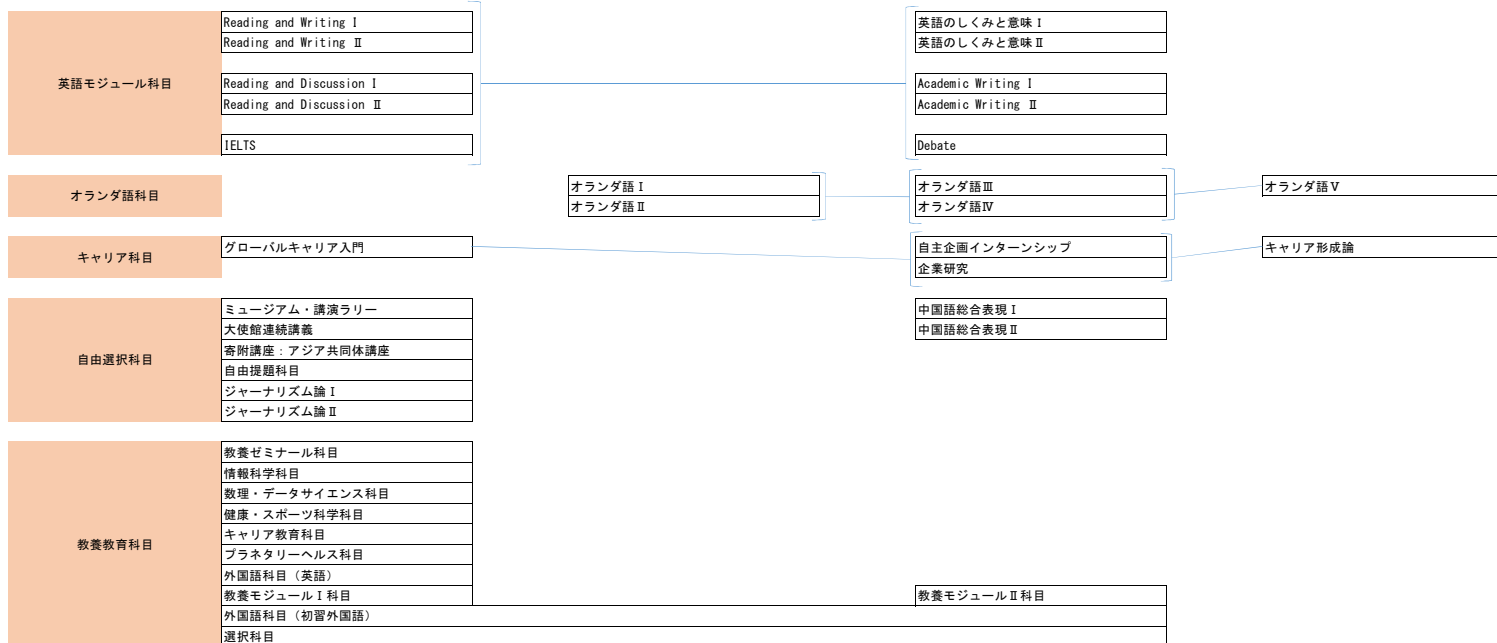 英語モジュール科目
Reading and Writing Ⅰ
Reading and Writing Ⅱ
Reading and Discussion Ⅰ
Reading and Discussion Ⅱ
IELTS
英語のしくみと意味Ⅰ
英語のしくみと意味Ⅱ
Academic Writing Ⅰ
Academic Writing Ⅱ
Debate
オランダ語科目
オランダ語Ⅰ
オランダ語Ⅱ
オランダ語Ⅲ
オランダ語Ⅳ
オランダ語Ⅴ
キャリア科目
グローバルキャリア入門
自主企画インターンシップ
企業研究
キャリア形成論
自由選択科目
ミュージアム・講演ラリー
大使館連続講義
寄附講座：アジア共同体講座
自由提題科目
ジャーナリズム論Ⅰ
ジャーナリズム論Ⅱ
中国語総合表現Ⅰ
中国語総合表現Ⅱ
教養教育科目
教養ゼミナール科目
情報科学科目
数理・データサイエンス科目
健康・スポーツ科学科目
キャリア教育科目
プラネタリーヘルス科目
外国語科目（英語）
教養モジュールⅠ科目
教養モジュールⅡ科目
外国語科目（初習外国語）
選択科目